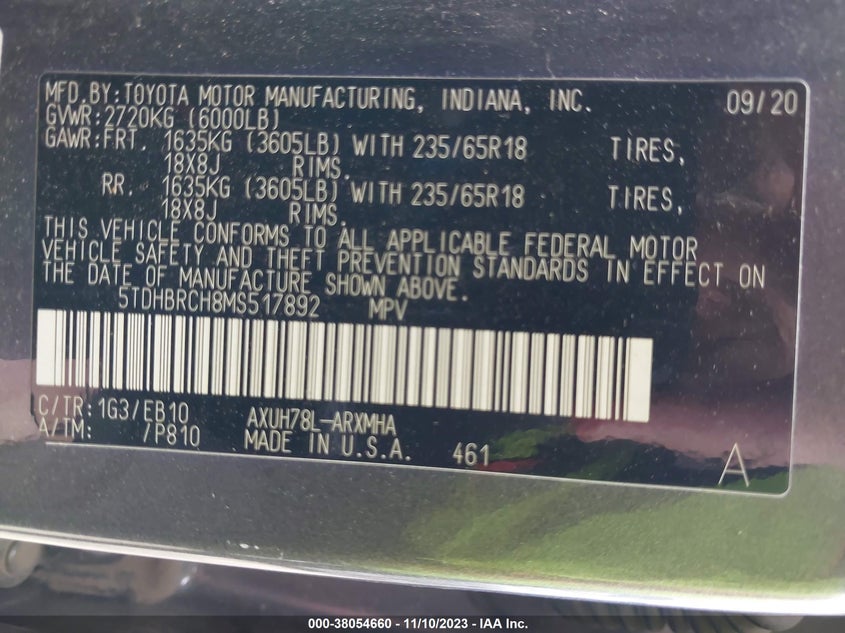 MFD.BY:TOYOTA MOTOR MANUFACTURING, INDIANA, INC. 09/20
GVWR:2720KG (6000LB)
GAWR:FRT. 1635KG (3605LB) WITH 235/65R18 TIRES,
18X8J RIMS.
RR. 1635KG (3605LB) WITH 235/65R18 TIRES,
18X8J RIMS.
THIS VEHICLE CONFORMS TO ALL APPLICABLE FEDERAL MOTOR
VEHICLE SAFETY AND THEFT PREVENTION STANDARDS IN EFFECT ON
THE DATE OF MANUFACTURE SHOWN ABOVE.
5TDHBRCH8MS517892 MPV
C/TR:1G3/EB10 AXUH78L-ARXMHA
A/TM: /P810 MADE IN U.S.A. 461 A
000-38054660 - 11/10/2023 - IAA Inc.